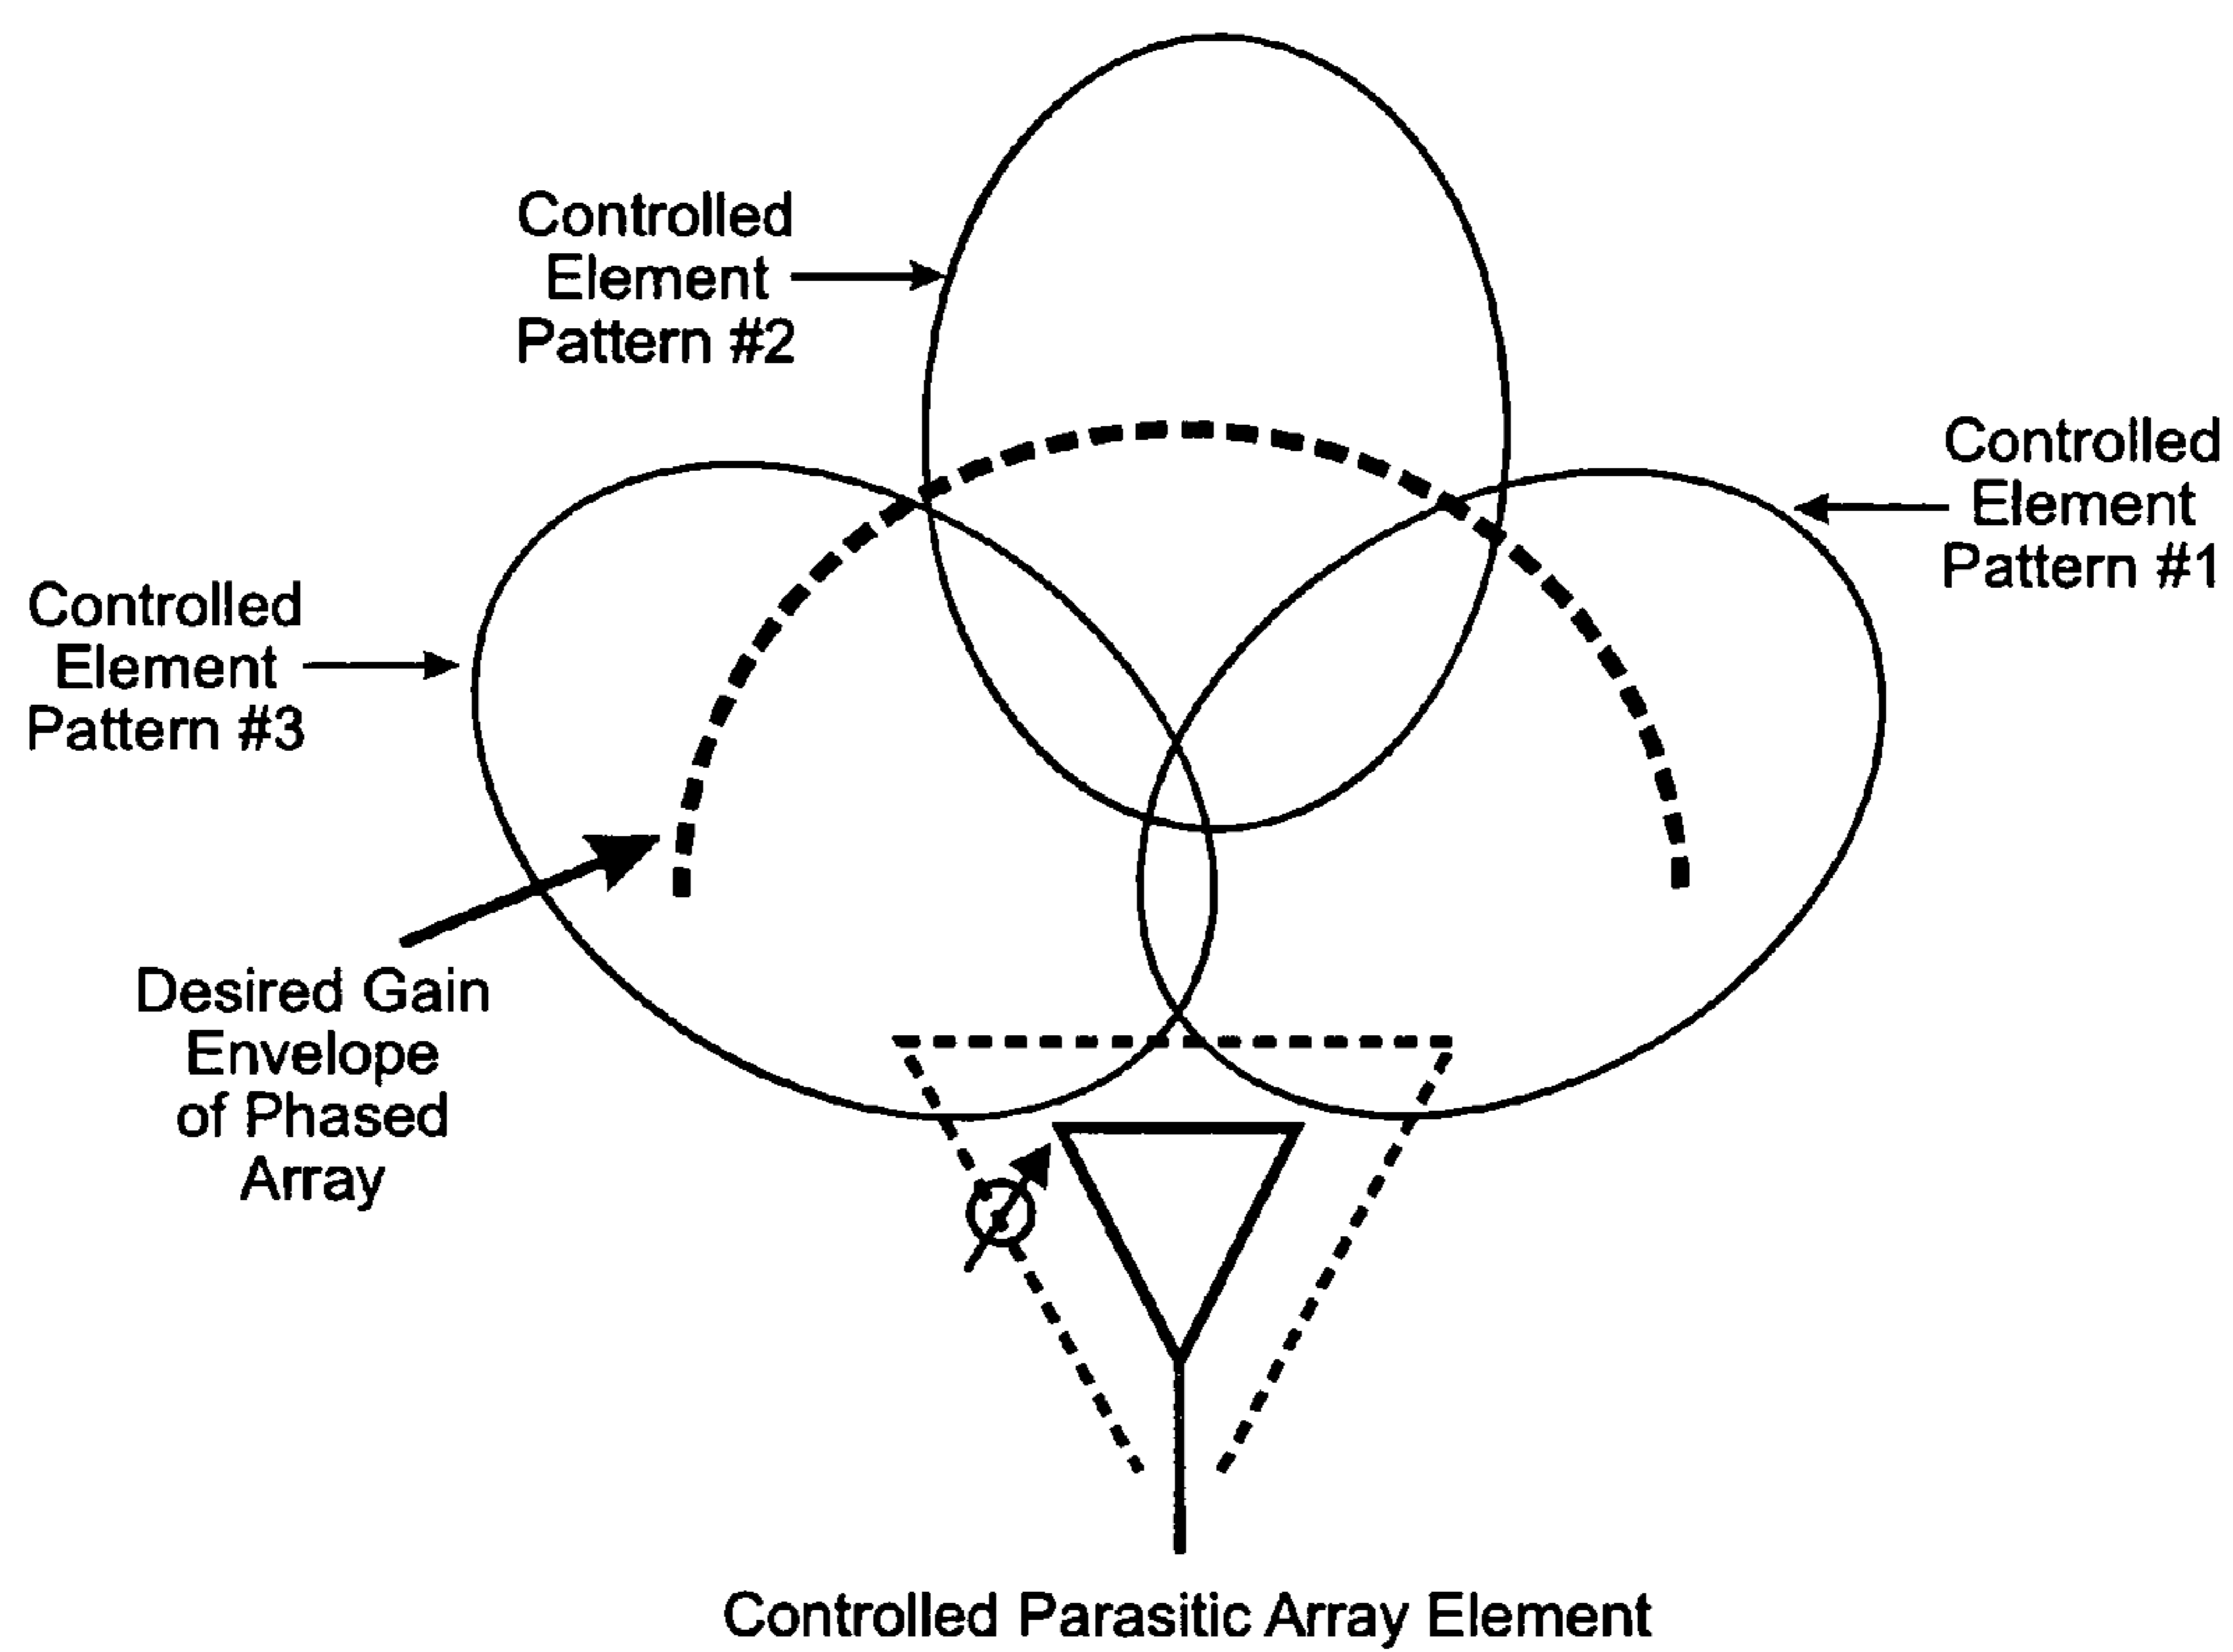 Controlled
Element
Pattern #2
Controlled
Element
Pattern #1
Controlled
Element
Pattern #3
Desired Gain
Envelope
of Phased
Array
Controlled Parasitic Array Element